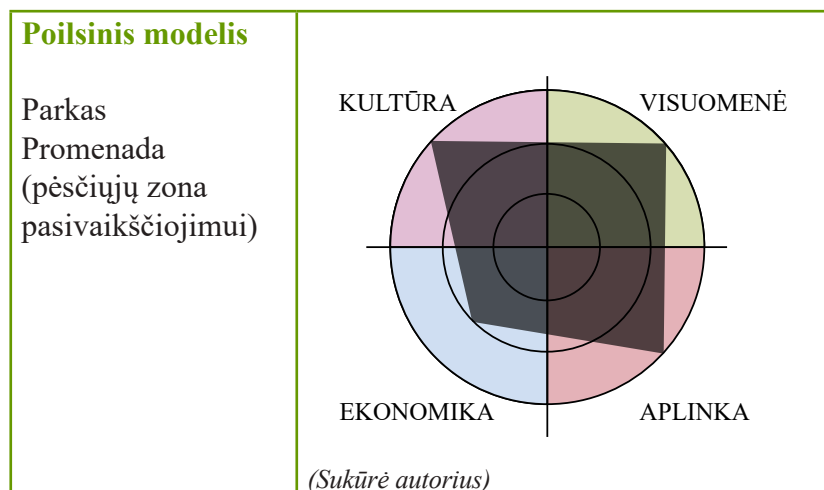 Poilsinis modelis
Parkas
Promenada
(pėsčiųjų zona
pasivaikščiojimui)
KULTŪRA
VISUOMENĖ
EKONOMIKA
APLINKA
(Sukūrė autorius)